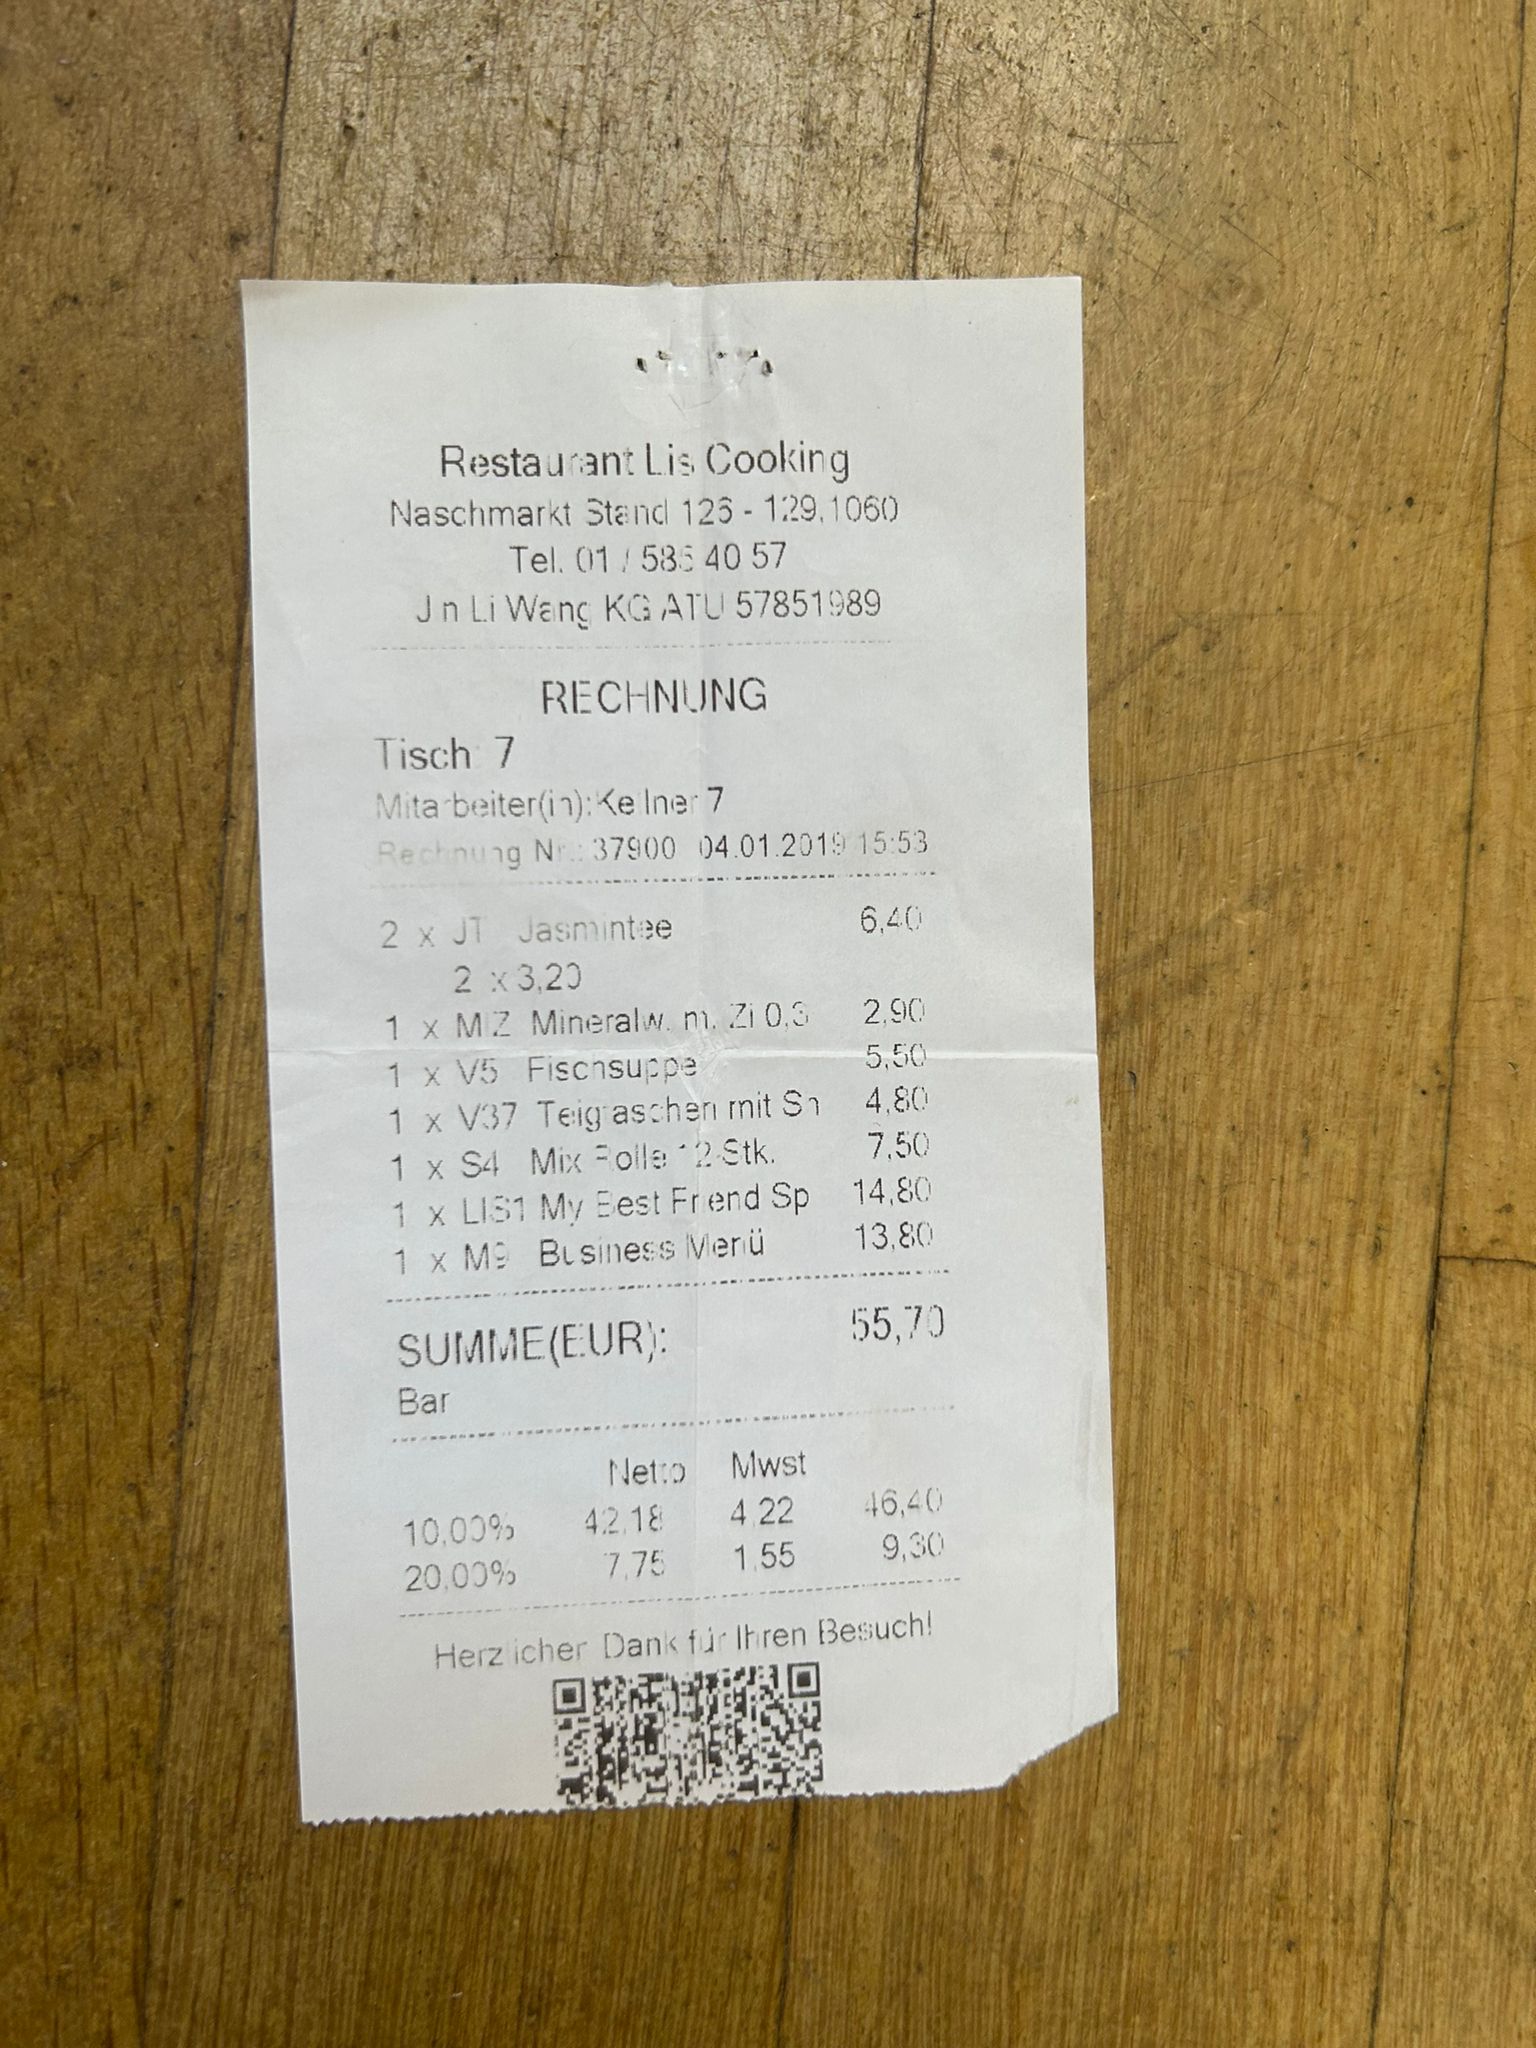 Restaurant Lis Cooking
Naschmarkt Stand 126 - 129,1060
Tel. 01 / 585 40 57
Jin Li Wang KG ATU 57851989
RECHNUNG
Tisch: 7
Mitarbeiter(in):Kellner 7
Rechnung Nr.: 37900 04.01.2019 15:53
2 x JT Jasmintee 6,40
2 x 3,20
1 x MIZ Mineralw. m. Zi 0,3 2,90
1 x V5 Fischsuppe 5,50
1 x V37 Teigtaschen mit Sh 4,80
1 x S4 Mix Rolle 12 Stk. 7,50
1 x LIS1 My Best Friend Sp 14,80
1 x M9 Business Menü 13,80
SUMME(EUR): 55,70
Bar
Netto Mwst
10,00% 42,18 4,22 46,40
20,00% 7,75 1,55 9,30
Herzlichen Dank für Ihren Besuch!